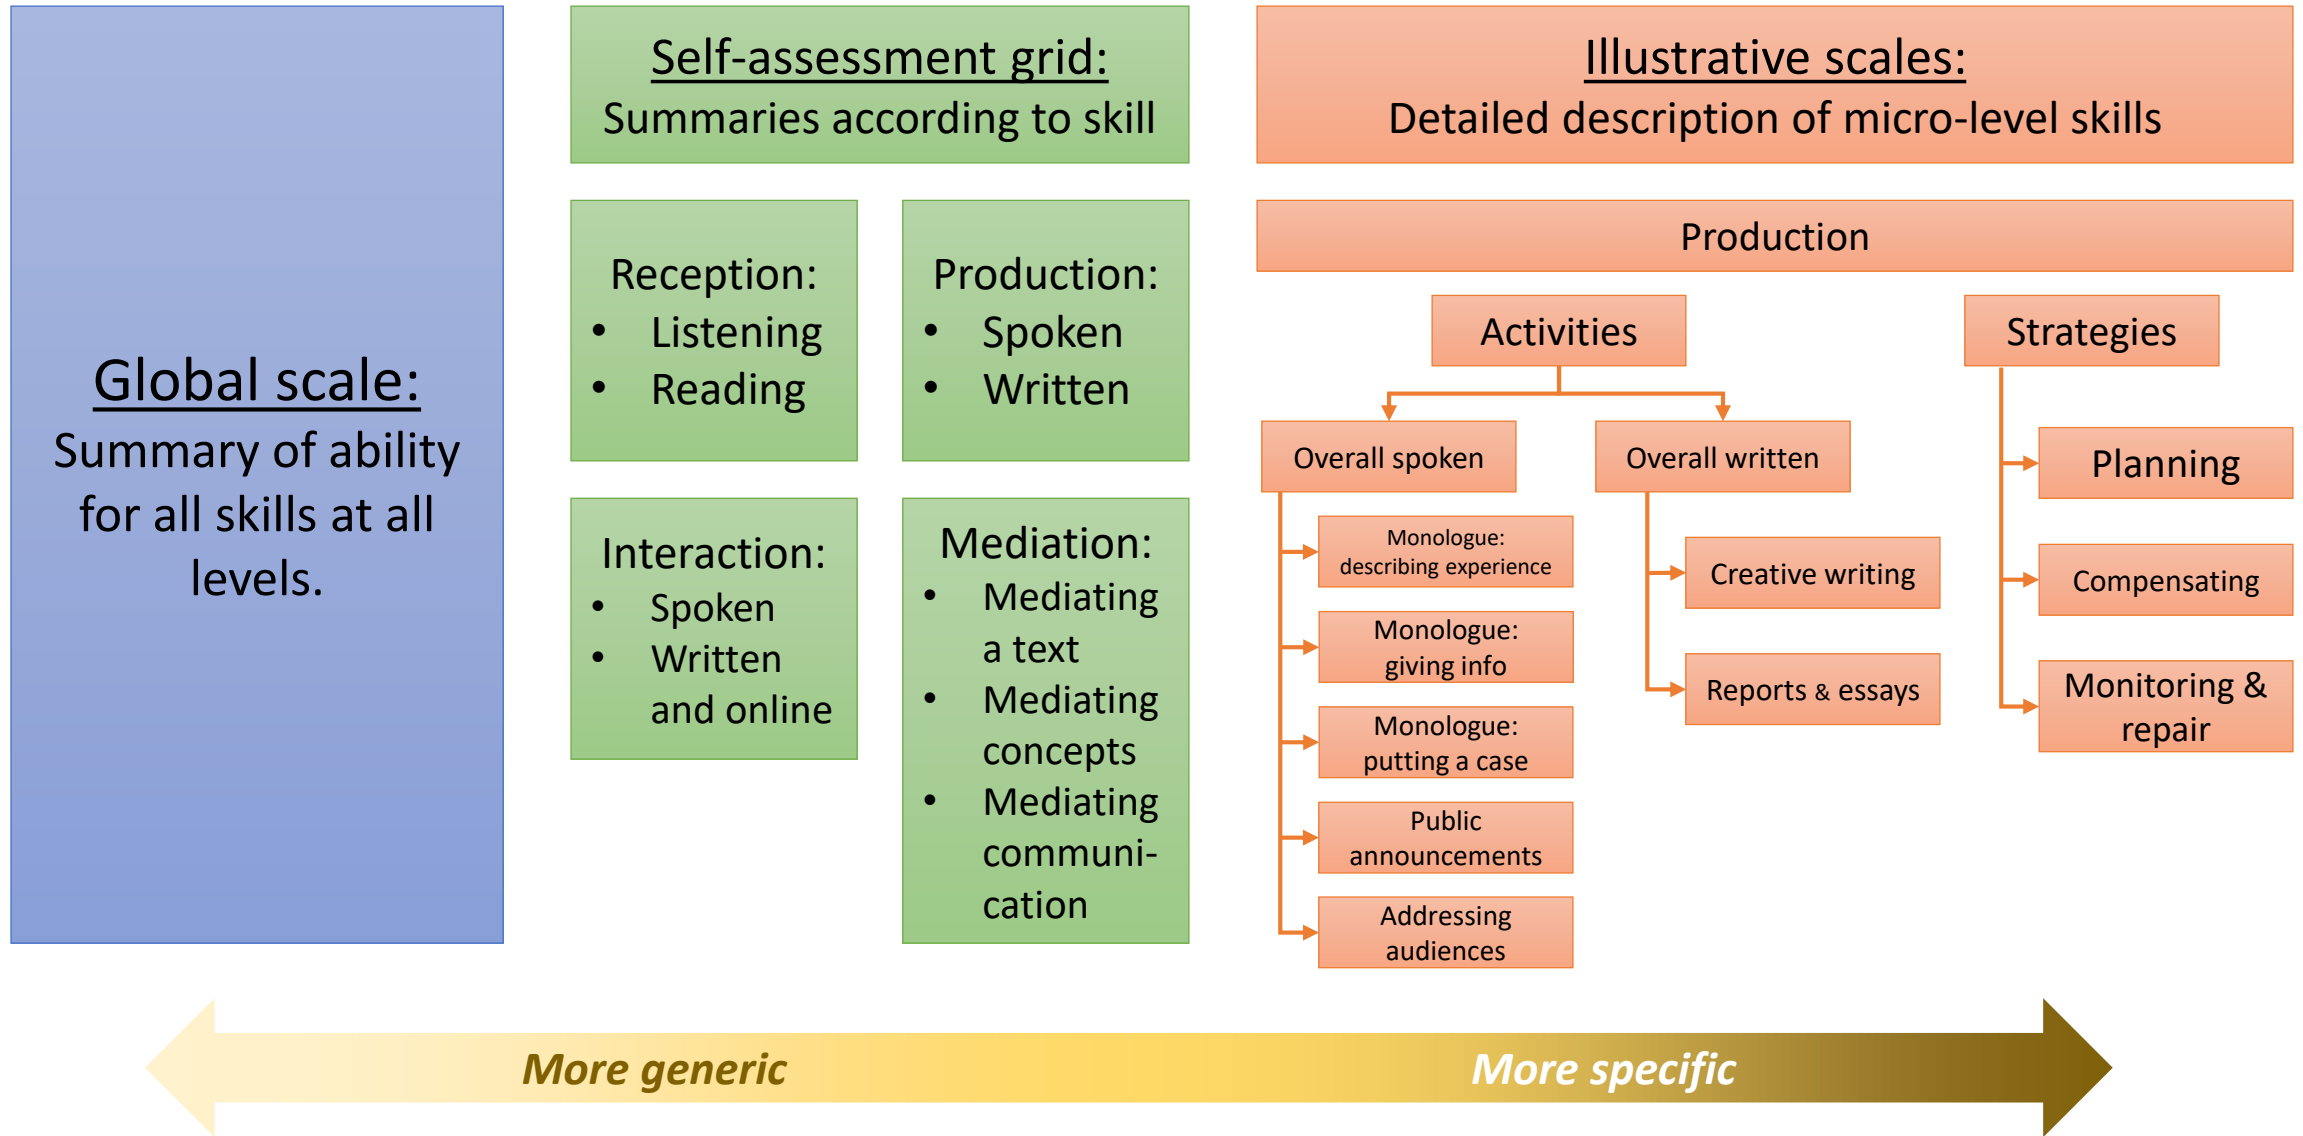 Global scale:
Summary of ability
for all skills at all
levels.
Self-assessment grid:
Summaries according to skill
Reception:
• Listening
• Reading
Production:
• Spoken
• Written
Interaction:
• Spoken
• Written
and online
Mediation:
• Mediating
a text
• Mediating
concepts
• Mediating
communi-
cation
Illustrative scales:
Detailed description of micro-level skills
Production
Activities
Overall spoken
Monologue:
describing experience
Monologue:
giving info
Monologue:
putting a case
Public
announcements
Addressing
audiences
Overall written
Creative writing
Reports & essays
Strategies
Planning
Compensating
Monitoring &
repair
More generic
More specific